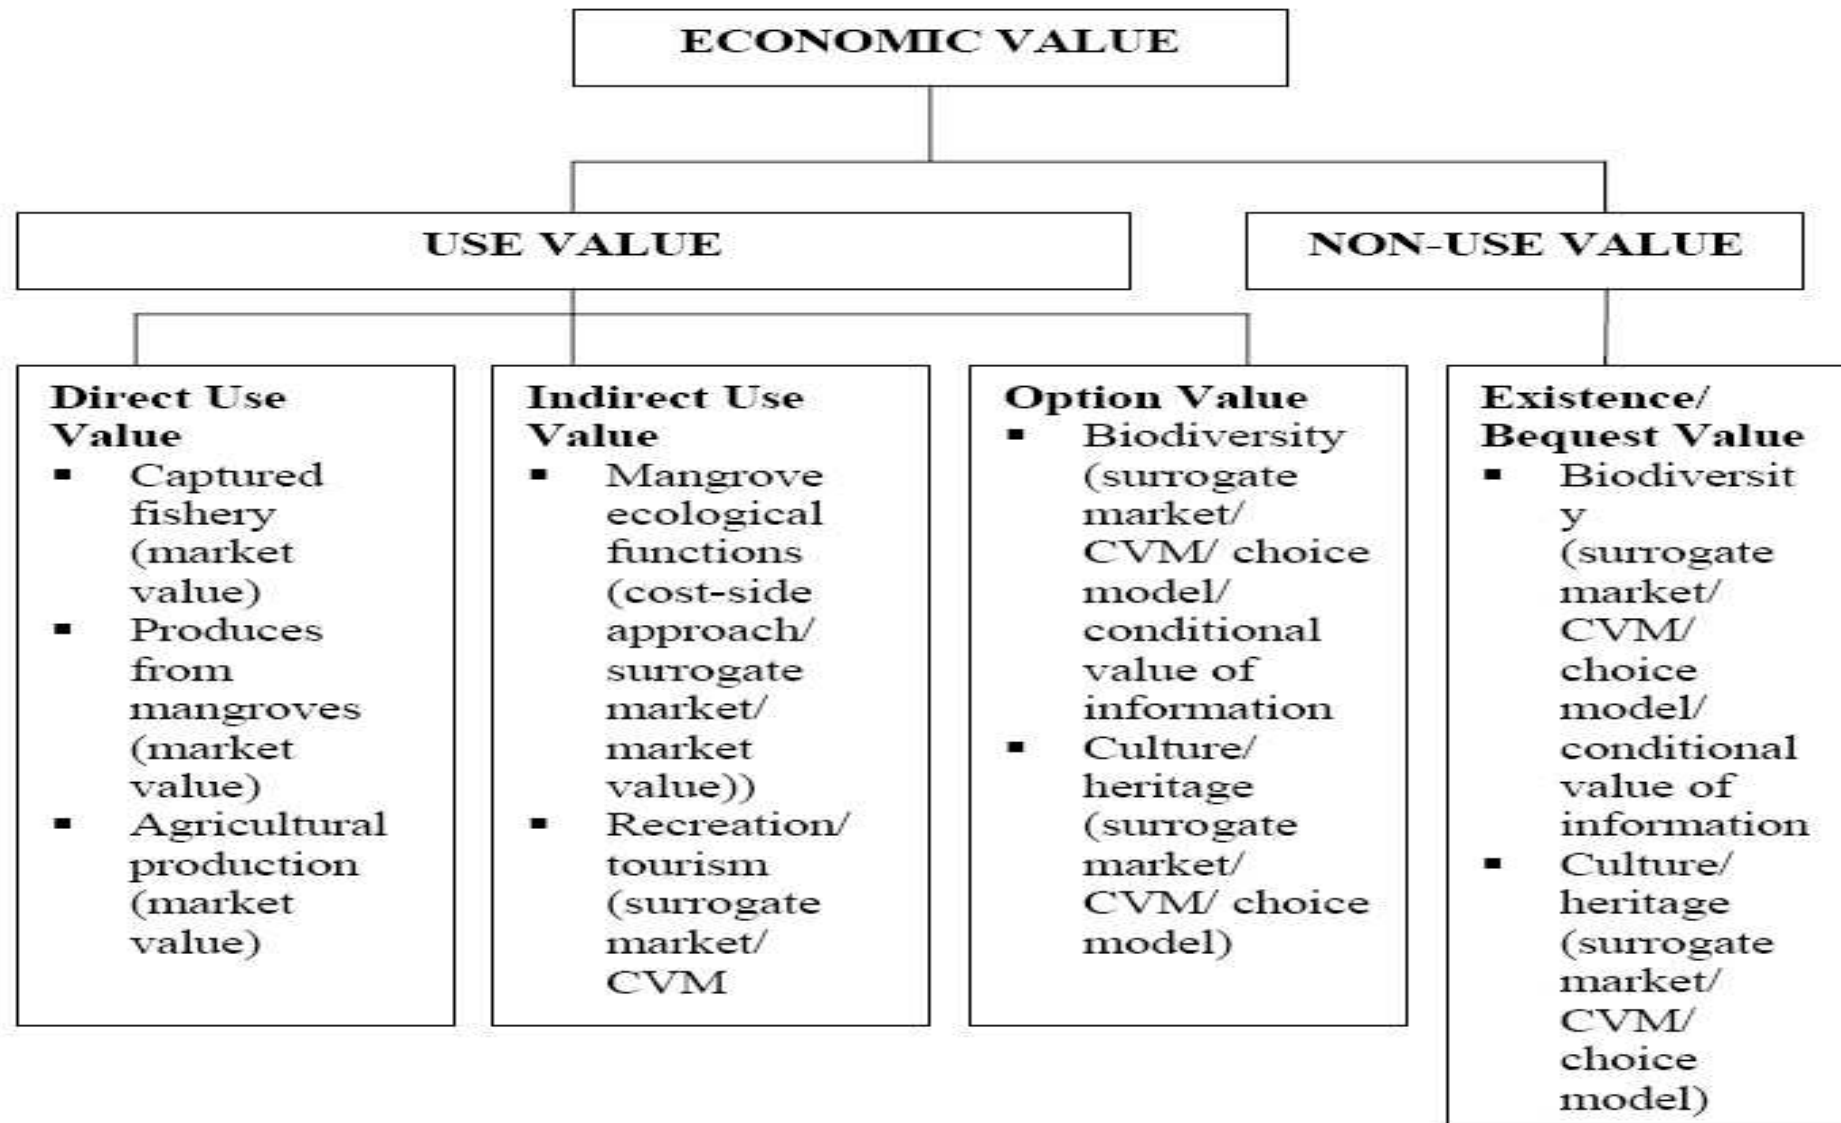 ECONOMIC VALUE
USE VALUE
NON-USE VALUE
Direct Use
Value
▪ Captured
fishery
(market
value)
▪ Produces
from
mangroves
(market
value)
▪ Agricultural
production
(market
value)
Indirect Use
Value
▪ Mangrove
ecological
functions
(cost-side
approach/
surrogate
market/
market
value))
▪ Recreation/
tourism
(surrogate
market/
CVM
Option Value
▪ Biodiversity
(surrogate
market/
CVM/ choice
model/
conditional
value of
information
▪ Culture/
heritage
(surrogate
market/
CVM/ choice
model)
Existence/
Bequest Value
▪ Biodiversit
y
(surrogate
market/
CVM/
choice
model/
conditional
value of
information
▪ Culture/
heritage
(surrogate
market/
CVM/
choice
model)